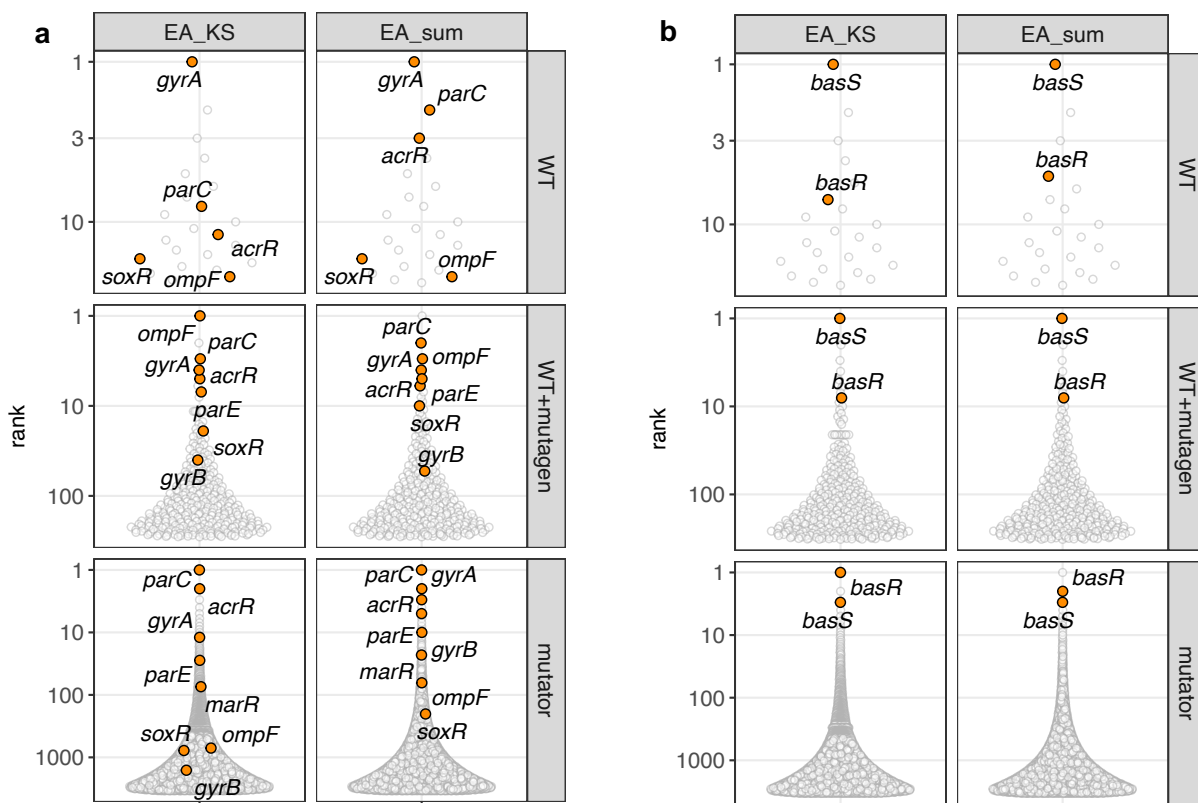 a
EA_KS
EA_sum
rank
1
3
10
gyrA
parC
acrR
soxR
ompF
gyrA
parC
acrR
soxR
ompF
WT
1
10
100
ompF
parC
gyrA
acrR
parE
soxR
gyrB
parC
gyrA
ompF
acrR
parE
soxR
gyrB
WT+mutagen
1
10
100
1000
parC
acrR
gyrA
parE
marR
soxR
ompF
gyrB
parC
gyrA
acrR
parE
gyrB
marR
ompF
soxR
mutator
b
EA_KS
EA_sum
rank
1
3
10
basS
basR
basS
basR
WT
1
10
100
basS
basR
basS
basR
WT+mutagen
1
10
100
1000
basR
basS
basR
basS
mutator